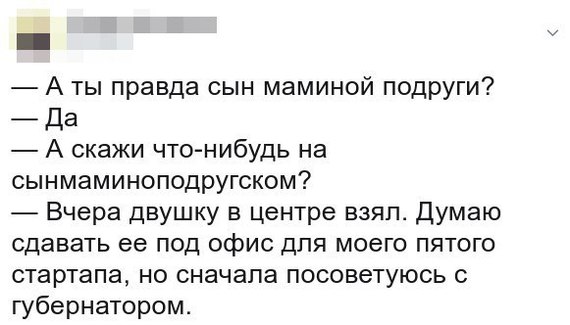 — А ты правда сын маминой подруги?
— Да
— А скажи что-нибудь на
сынмаминоподругском?
— Вчера двушку в центре взял. Думаю
сдавать ее под офис для моего пятого
стартапа, но сначала посоветуюсь с
губернатором.